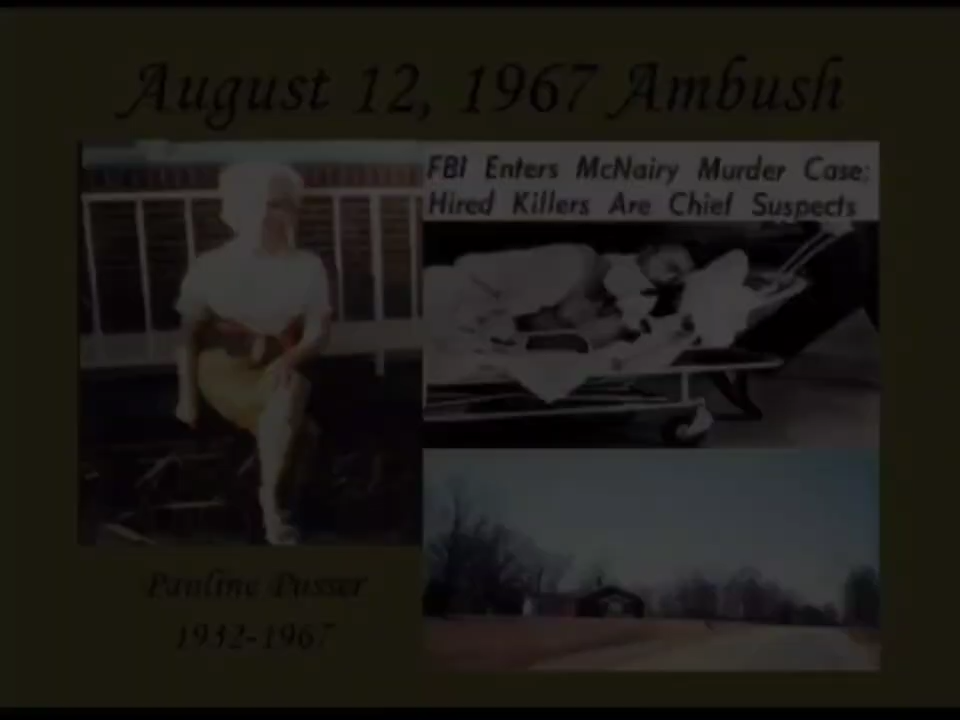 August 12, 1967 Ambush
FBI Enters McNairy Murder Case;
Hired Killers Are Chief Suspects
Pauline Pusser
1932-1967